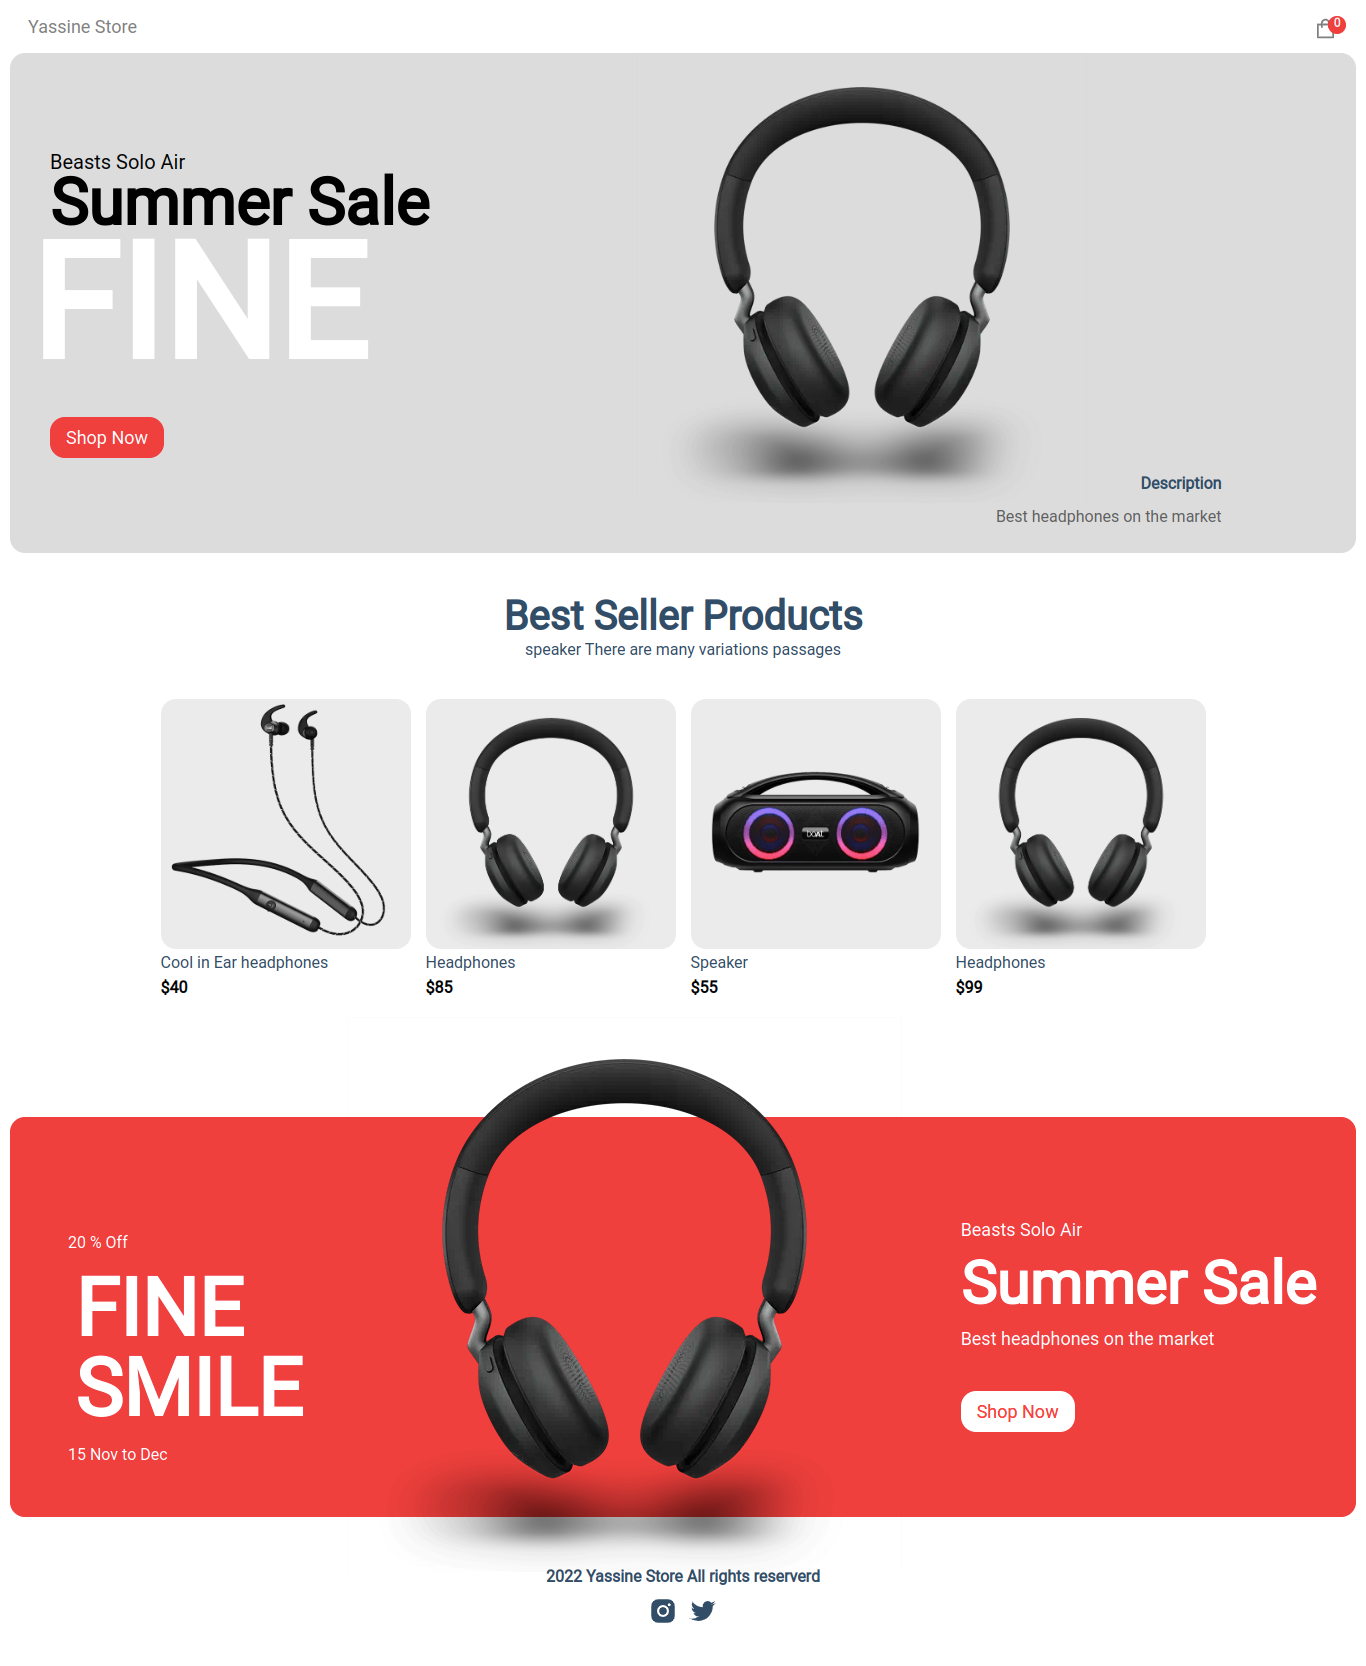 Yassine Store
0
Beasts Solo Air
Summer Sale
FINE
Shop Now
Description
Best headphones on the market
Best Seller Products
speaker There are many variations passages
Cool in Ear headphones
$40
Headphones
$85
Speaker
$55
Headphones
$99
20 % Off
FINE
SMILE
15 Nov to Dec
Beasts Solo Air
Summer Sale
Best headphones on the market
Shop Now
2022 Yassine Store All rights reserverd